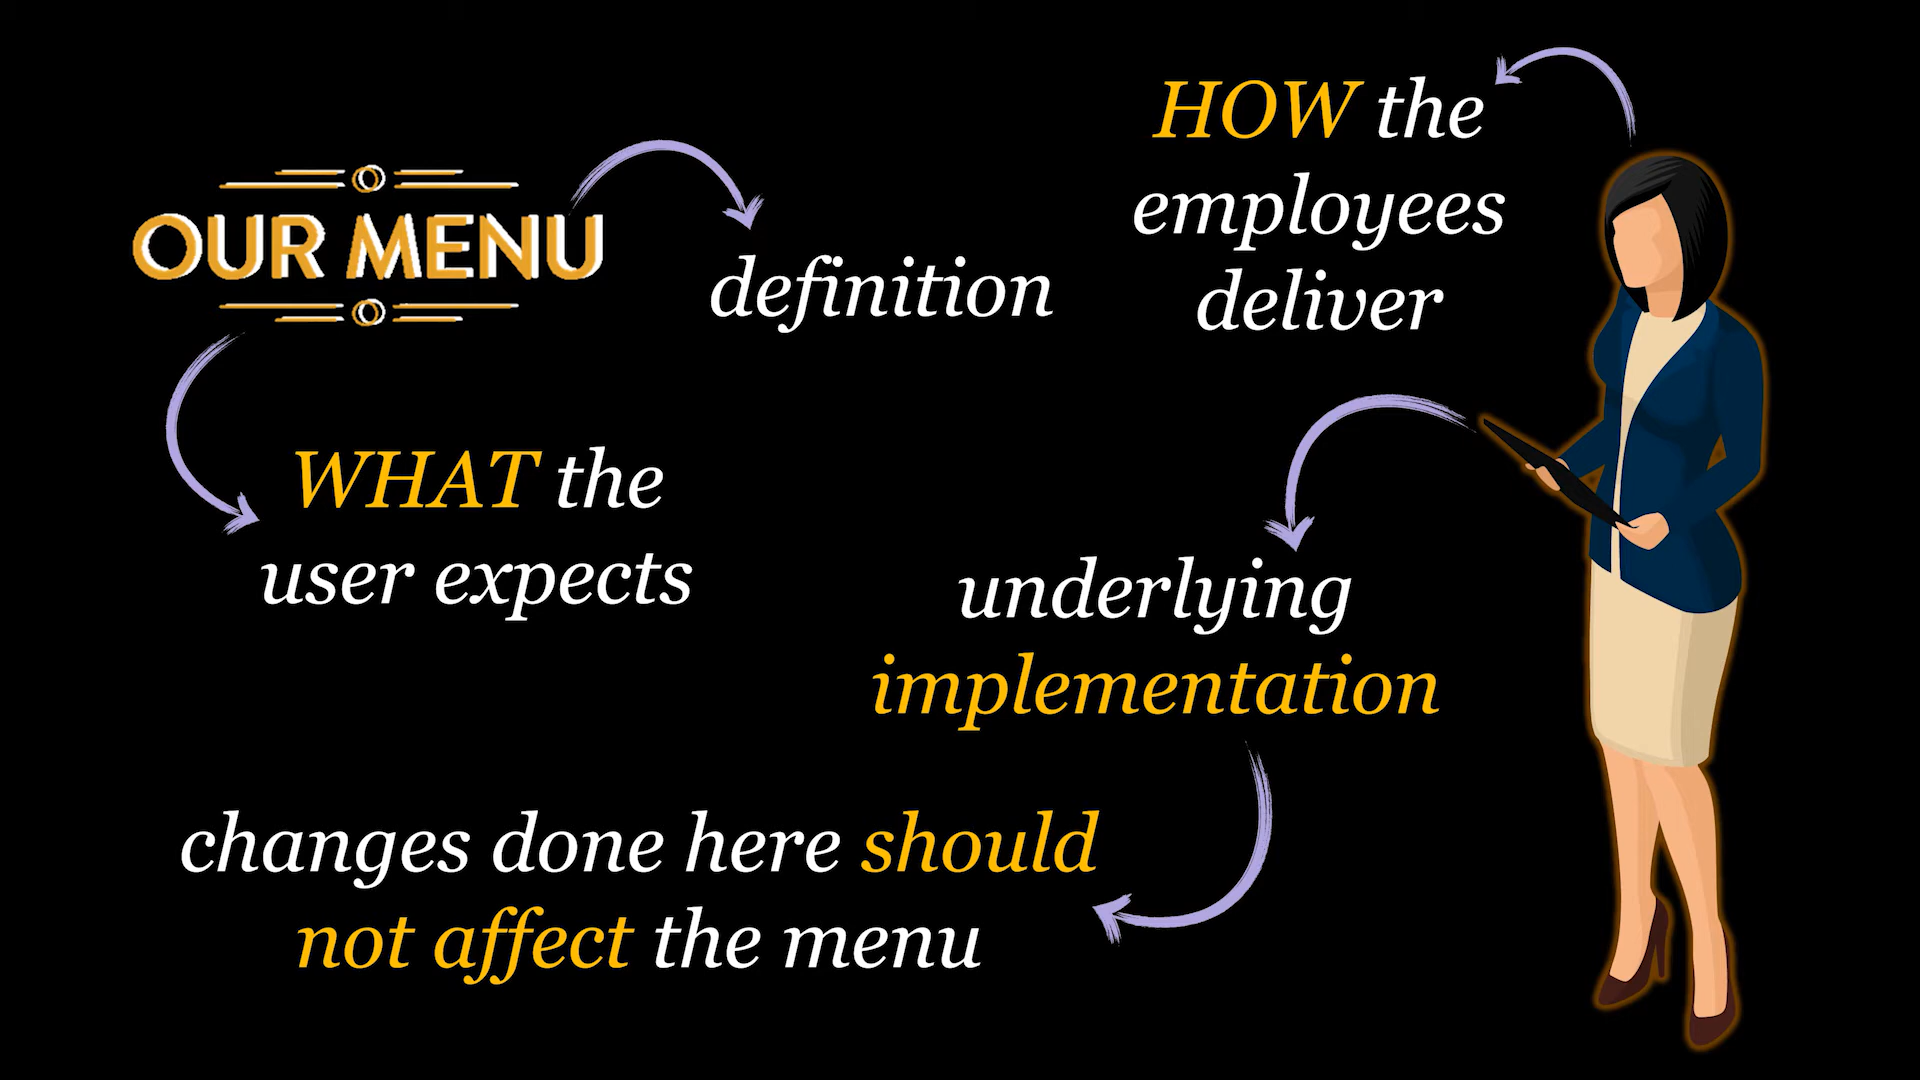 OUR MENU
definition
WHAT the
user expects
HOW the
employees
deliver
underlying
implementation
changes done here should
not affect the menu